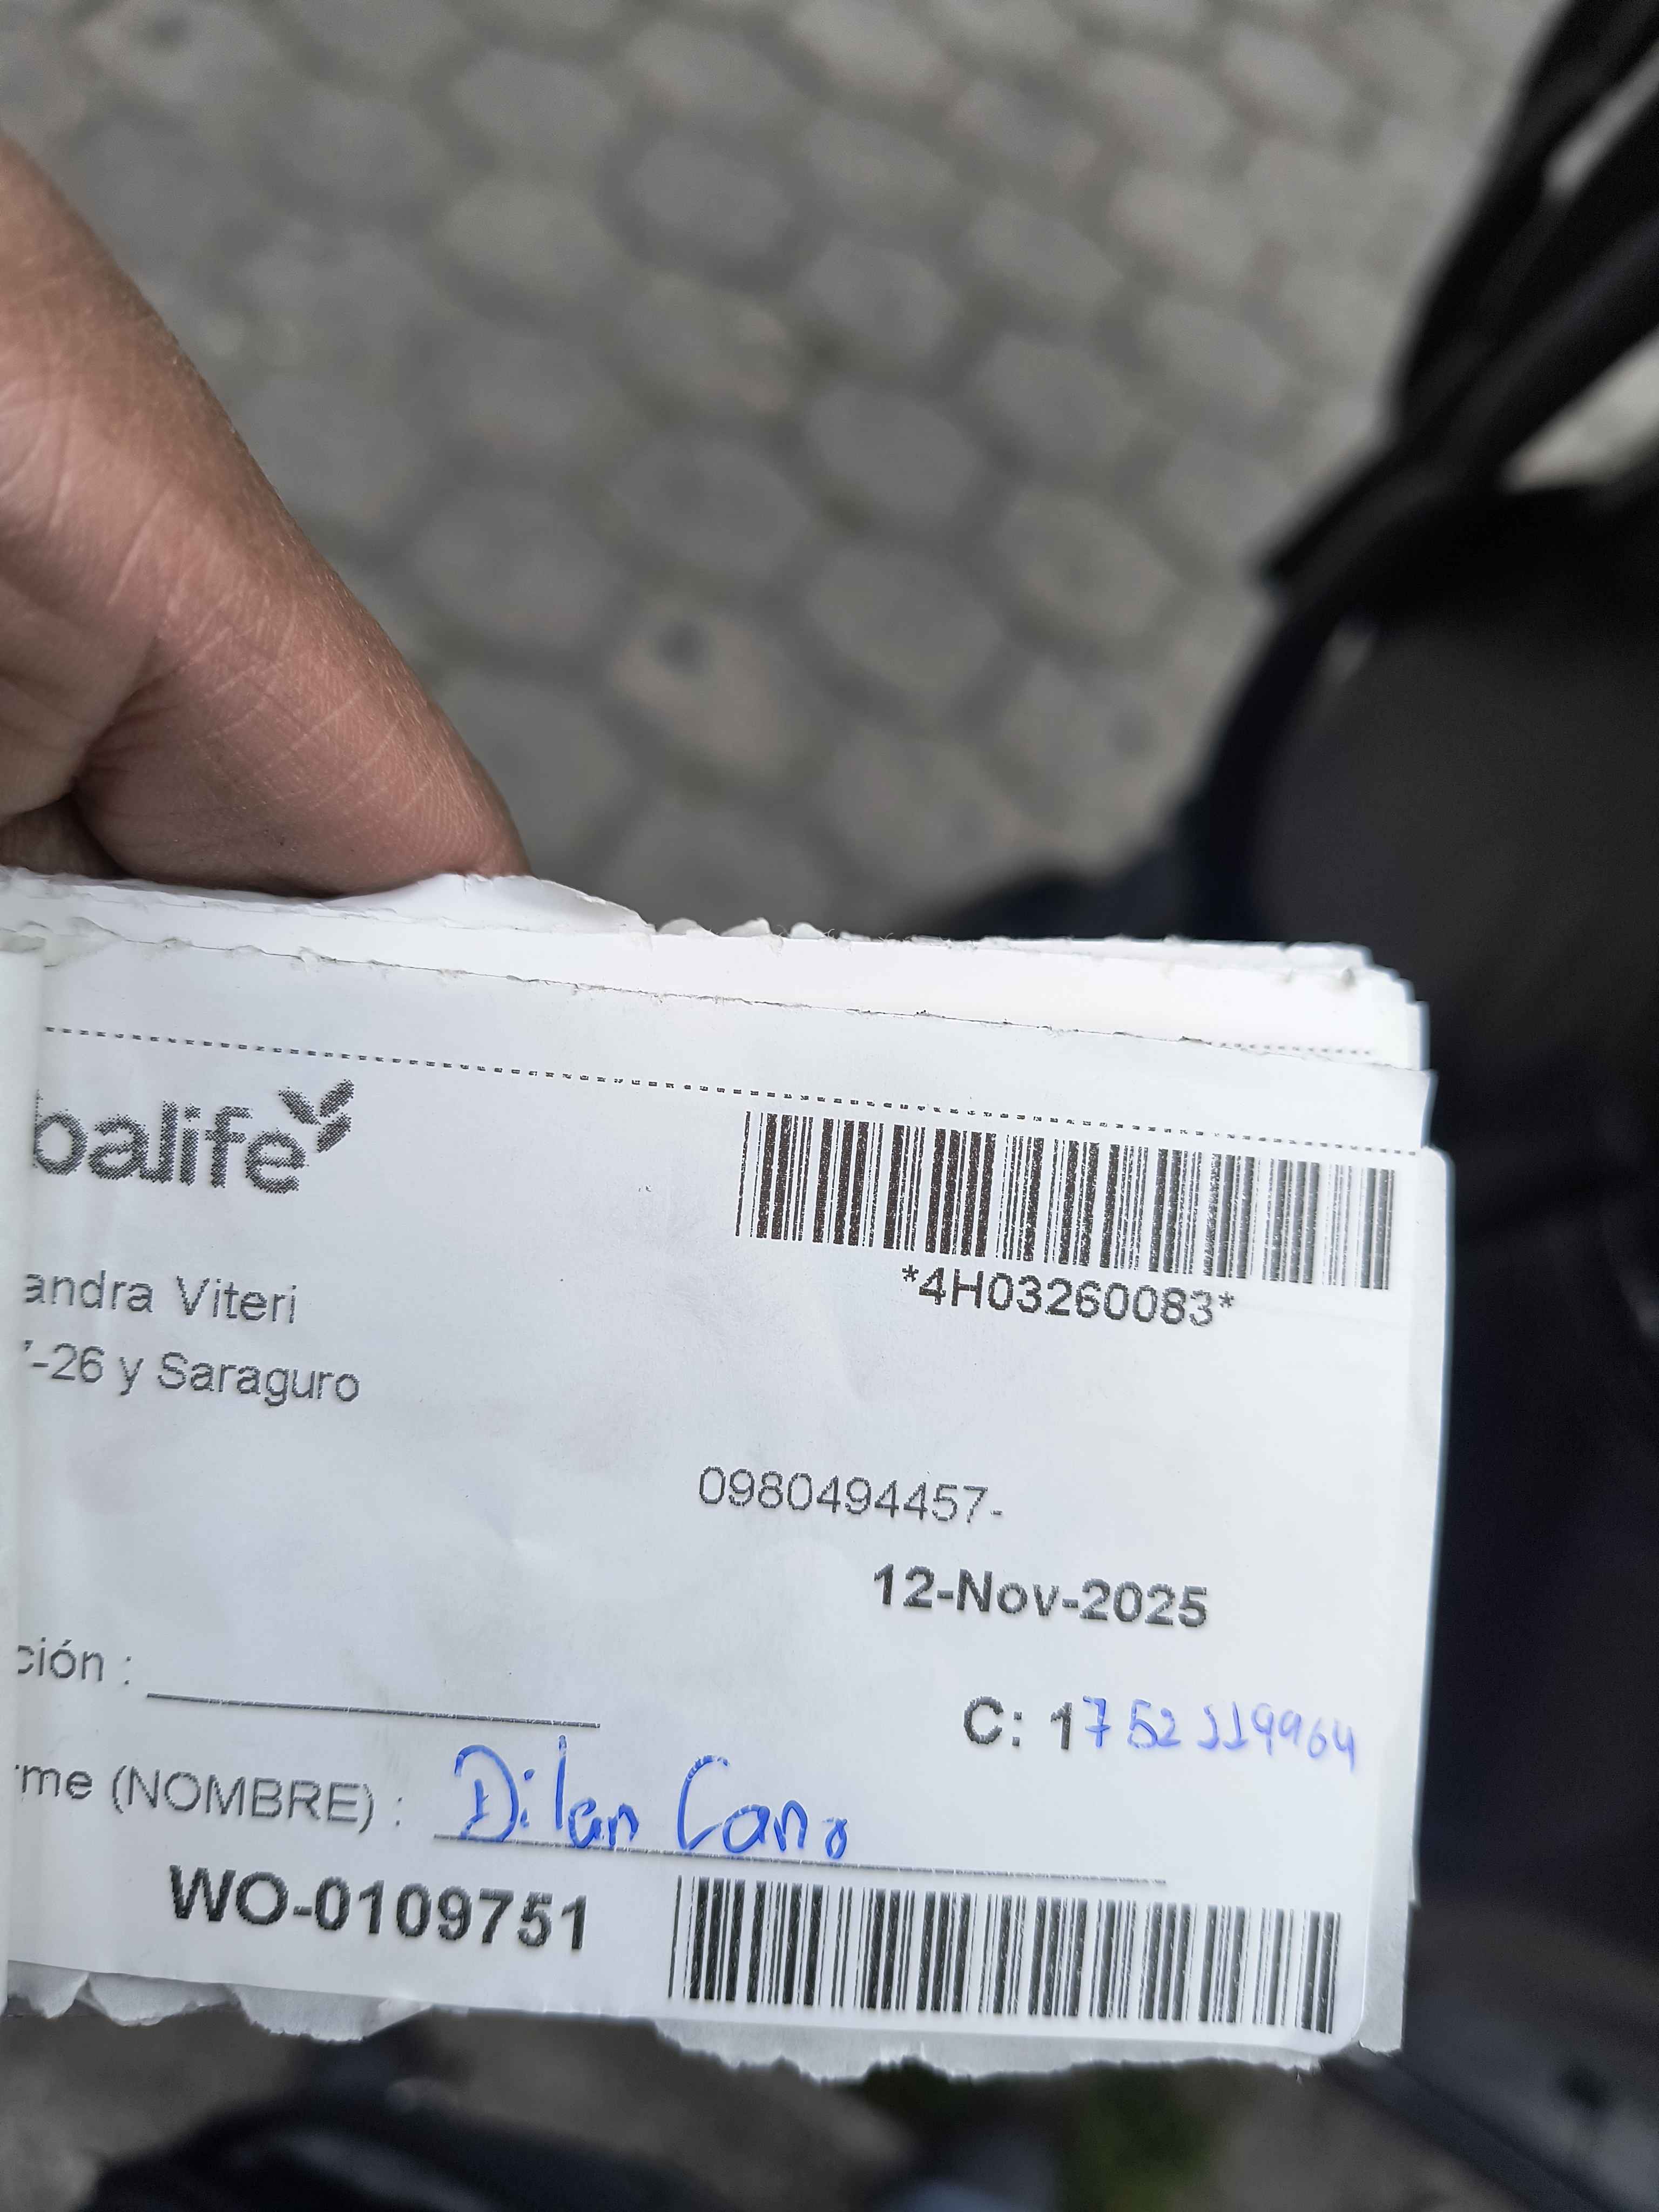 balife
*4H03260083*
andra Viteri
-26 y Saraguro
0980494457-
12-Nov-2025
ción :
C: 1752119964
rme (NOMBRE) : Dilan Cano
WO-0109751